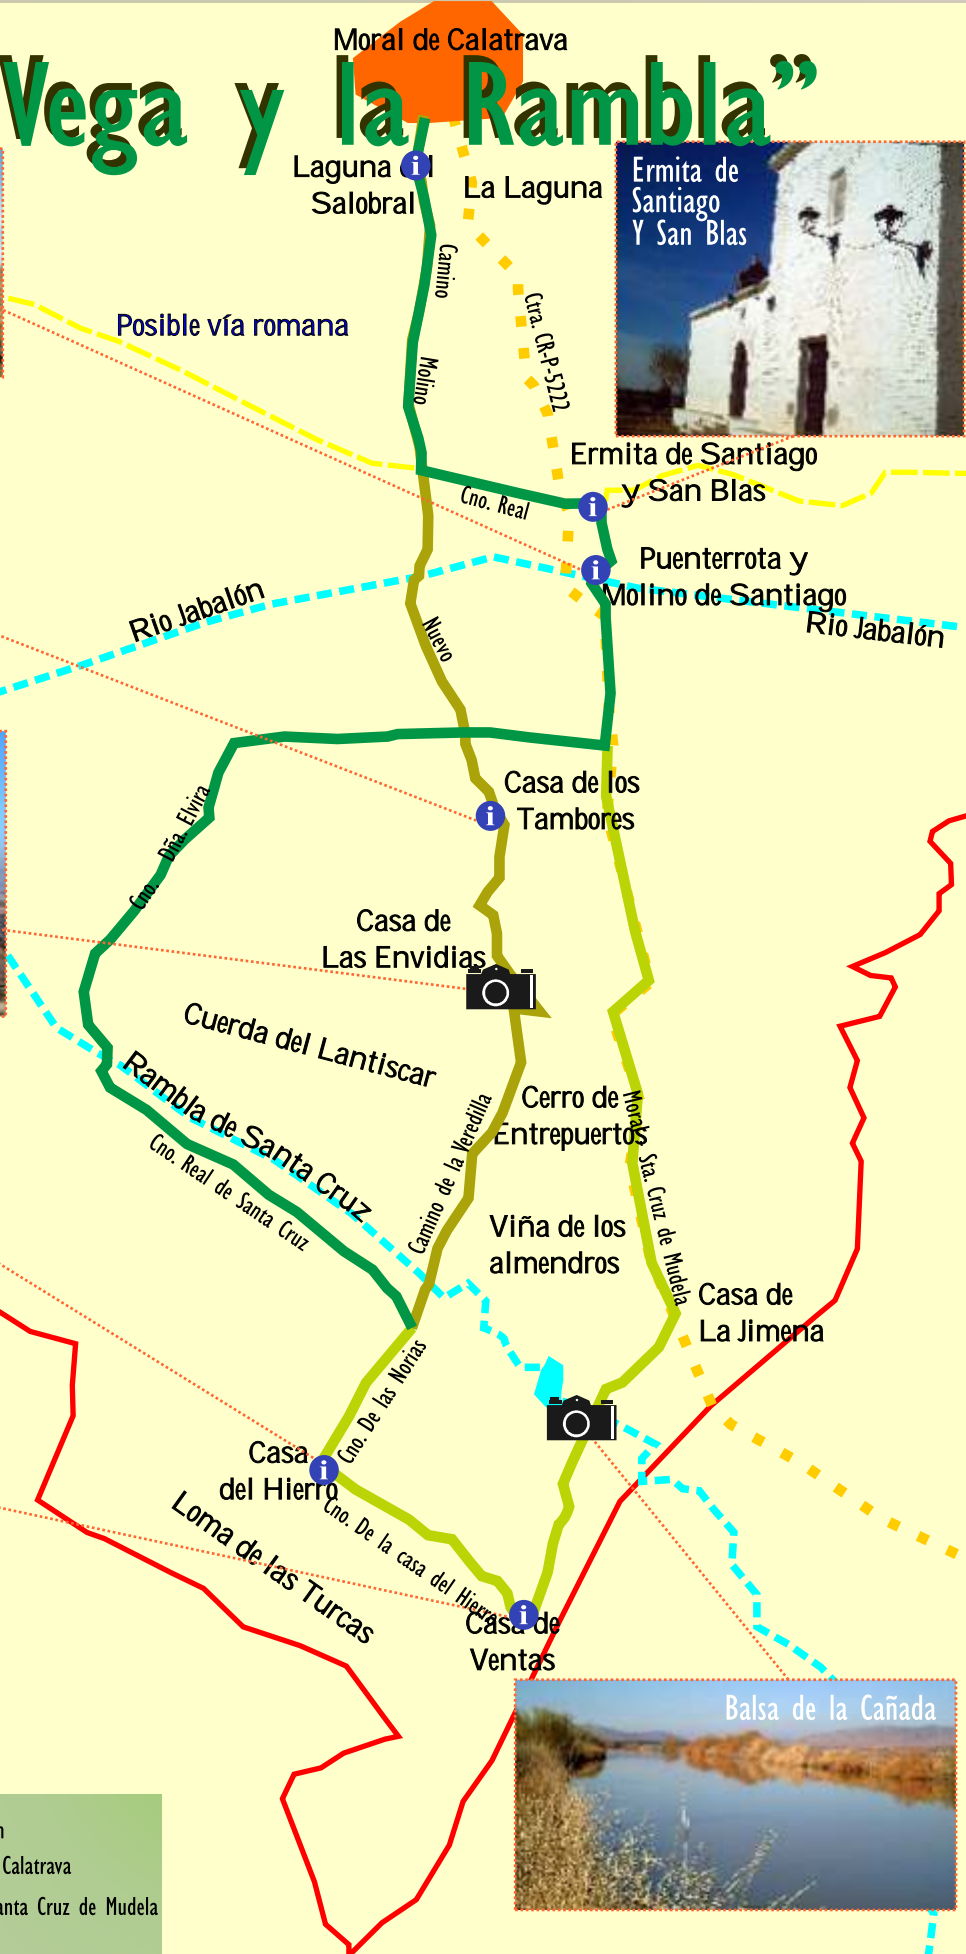 Moral de Calatrava
Vega y la Rambla”
Laguna del
Salobral
La Laguna
Ermita de
Santiago
Y San Blas
Camino
Posible vía romana
Ctra. CR-P-5222
Molino
Ermita de Santiago
y San Blas
Cno. Real
Puenterrota y
Molino de Santiago
Rio Jabalón
Rio Jabalón
Nuevo
Casa de los
Tambores
Cno. Dña. Elvira
Casa de
Las Envidias
Cuerda del Lantiscar
Rambla de Santa Cruz
Cerro de
Entrepuertos
Moral Sta. Cruz de Mudela
Cno. Real de Santa Cruz
Camino de la Veredilla
Viña de los
almendros
Casa de
La Jimena
Cno. De las Norias
Casa
del Hierro
Cno. De la casa del Hierro
Loma de las Turcas
Casa de
Ventas
Balsa de la Cañada
Calatrava
anta Cruz de Mudela